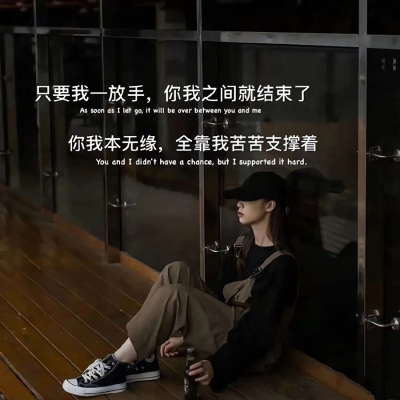 只要我一放手，你我之间就结束了
As soon as I let go, it will be over between you and me
你我本无缘，全靠我苦苦支撑着
You and I didn't have a chance, but I supported it hard.